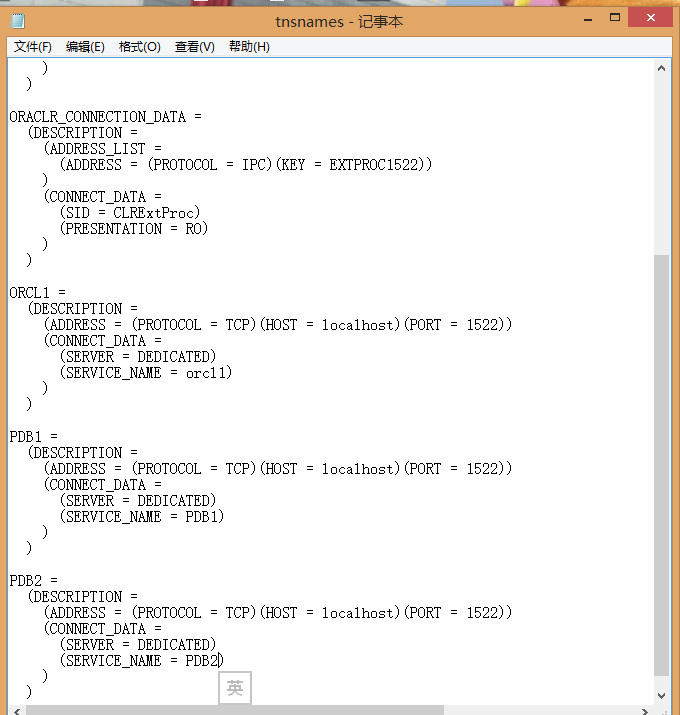 tnsnames - 记事本
文件(F) 编辑(E) 格式(O) 查看(V) 帮助(H)
)
)
ORACLR_CONNECTION_DATA =
(DESCRIPTION =
(ADDRESS_LIST =
(ADDRESS = (PROTOCOL = IPC)(KEY = EXTPROC1522))
)
(CONNECT_DATA =
(SID = CLRExtProc)
(PRESENTATION = RO)
)
)
ORCL1 =
(DESCRIPTION =
(ADDRESS = (PROTOCOL = TCP)(HOST = localhost)(PORT = 1522))
(CONNECT_DATA =
(SERVER = DEDICATED)
(SERVICE_NAME = orcl1)
)
)
PDB1 =
(DESCRIPTION =
(ADDRESS = (PROTOCOL = TCP)(HOST = localhost)(PORT = 1522))
(CONNECT_DATA =
(SERVER = DEDICATED)
(SERVICE_NAME = PDB1)
)
)
PDB2 =
(DESCRIPTION =
(ADDRESS = (PROTOCOL = TCP)(HOST = localhost)(PORT = 1522))
(CONNECT_DATA =
(SERVER = DEDICATED)
(SERVICE_NAME = PDB2)
)
)
英